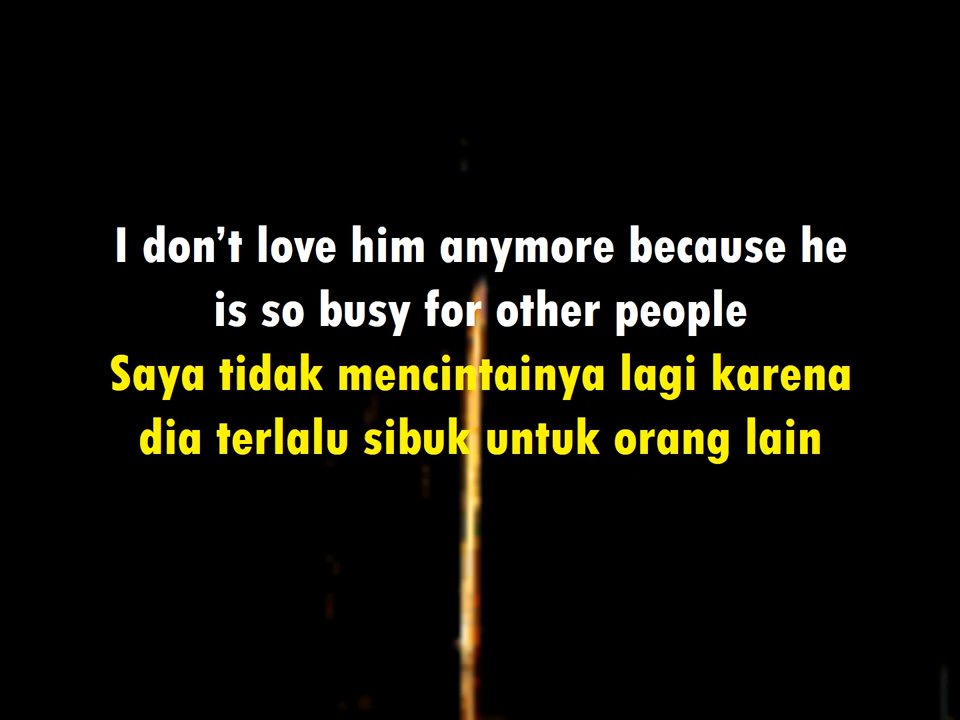 I don’t love him anymore because he
is so busy for other people
Saya tidak mencintainya lagi karena
dia terlalu sibuk untuk orang lain